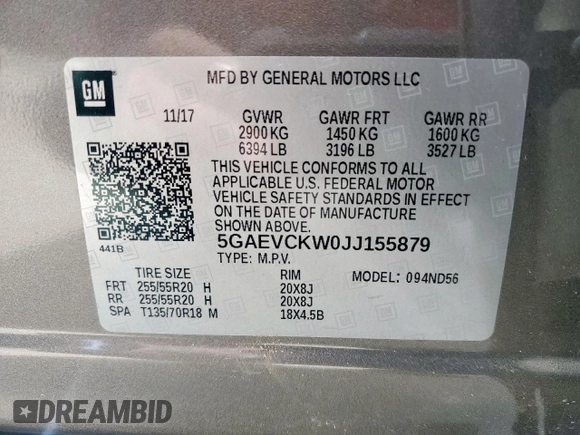 GM
MFD BY GENERAL MOTORS LLC
11/17 GVWR GAWR FRT GAWR RR
2900 KG 1450 KG 1600 KG
6394 LB 3196 LB 3527 LB
THIS VEHICLE CONFORMS TO ALL
APPLICABLE U.S. FEDERAL MOTOR
VEHICLE SAFETY STANDARDS IN EFFECT
ON THE DATE OF MANUFACTURE
SHOWN ABOVE.
441B
5GAEVCKW0JJ155879
TYPE: M.P.V.
TIRE SIZE RIM MODEL: 094ND56
FRT 255/55R20 H 20X8J
RR 255/55R20 H 20X8J
SPA T135/70R18 M 18X4.5B
DREAMBID